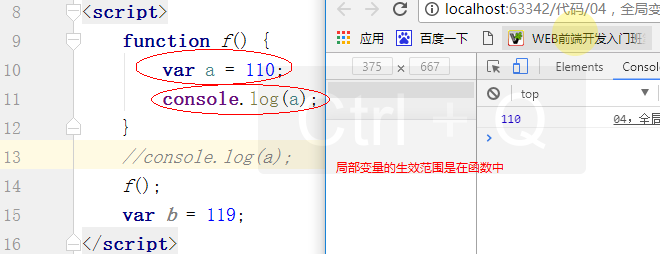 8 <script>
9 function f() {
10 var a = 110;
11 console.log(a);
12 }
13 //console.log(a);
14 f();
15 var b = 119;
16 </script>
localhost:63342/代码/04，全局变
应用 百度一下 WEB前端开发入门班
375 × 667
Elements Conso
top
110 04，全局
Ctrl + Q
局部变量的生效范围是在函数中